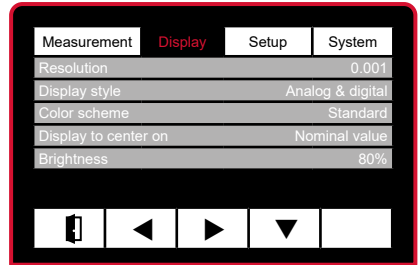 Measurement Display Setup System
Resolution 0.001
Display style Analog & digital
Color scheme Standard
Display to center on Nominal value
Brightness 80%